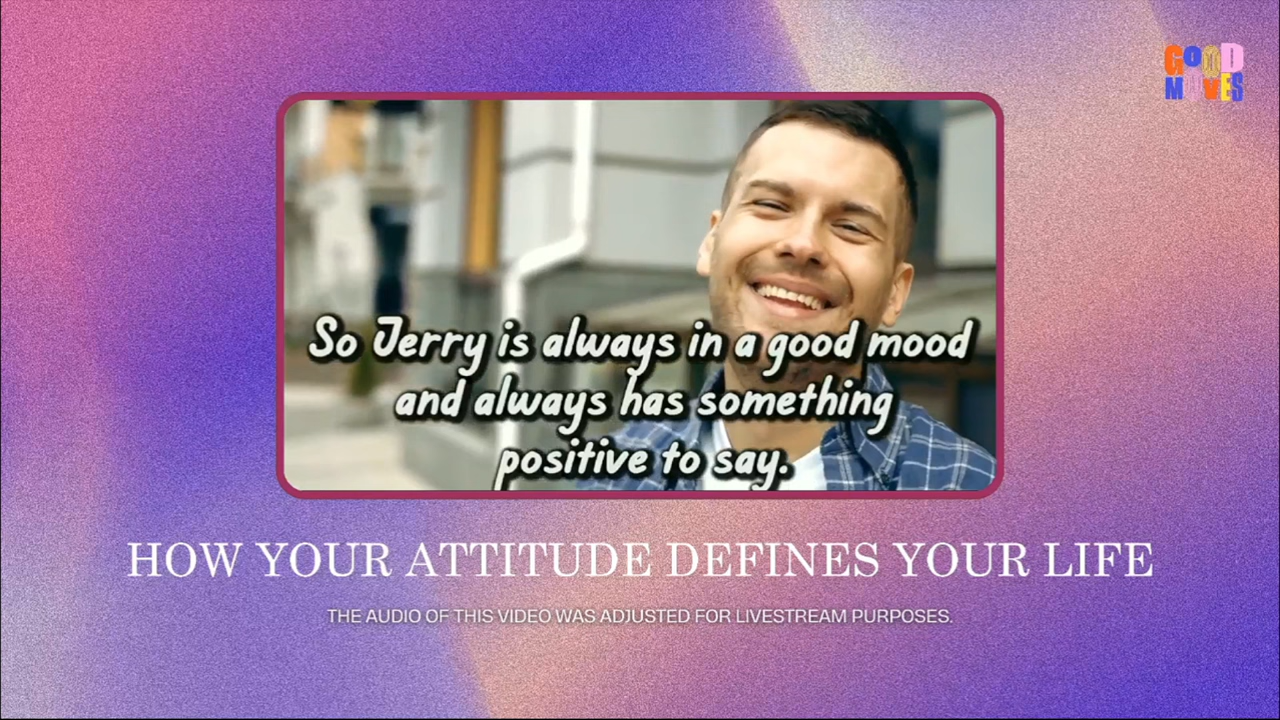 GOOD
MOVES
So Jerry is always in a good mood
and always has something
positive to say.
HOW YOUR ATTITUDE DEFINES YOUR LIFE
THE AUDIO OF THIS VIDEO WAS ADJUSTED FOR LIVESTREAM PURPOSES.